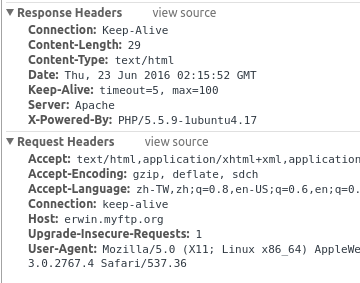 Response Headers view source
Connection: Keep-Alive
Content-Length: 29
Content-Type: text/html
Date: Thu, 23 Jun 2016 02:15:52 GMT
Keep-Alive: timeout=5, max=100
Server: Apache
X-Powered-By: PHP/5.5.9-1ubuntu4.17
Request Headers view source
Accept: text/html,application/xhtml+xml,application
Accept-Encoding: gzip, deflate, sdch
Accept-Language: zh-TW,zh;q=0.8,en-US;q=0.6,en;q=0.
Connection: keep-alive
Host: erwin.myftp.org
Upgrade-Insecure-Requests: 1
User-Agent: Mozilla/5.0 (X11; Linux x86_64) AppleWe
3.0.2767.4 Safari/537.36